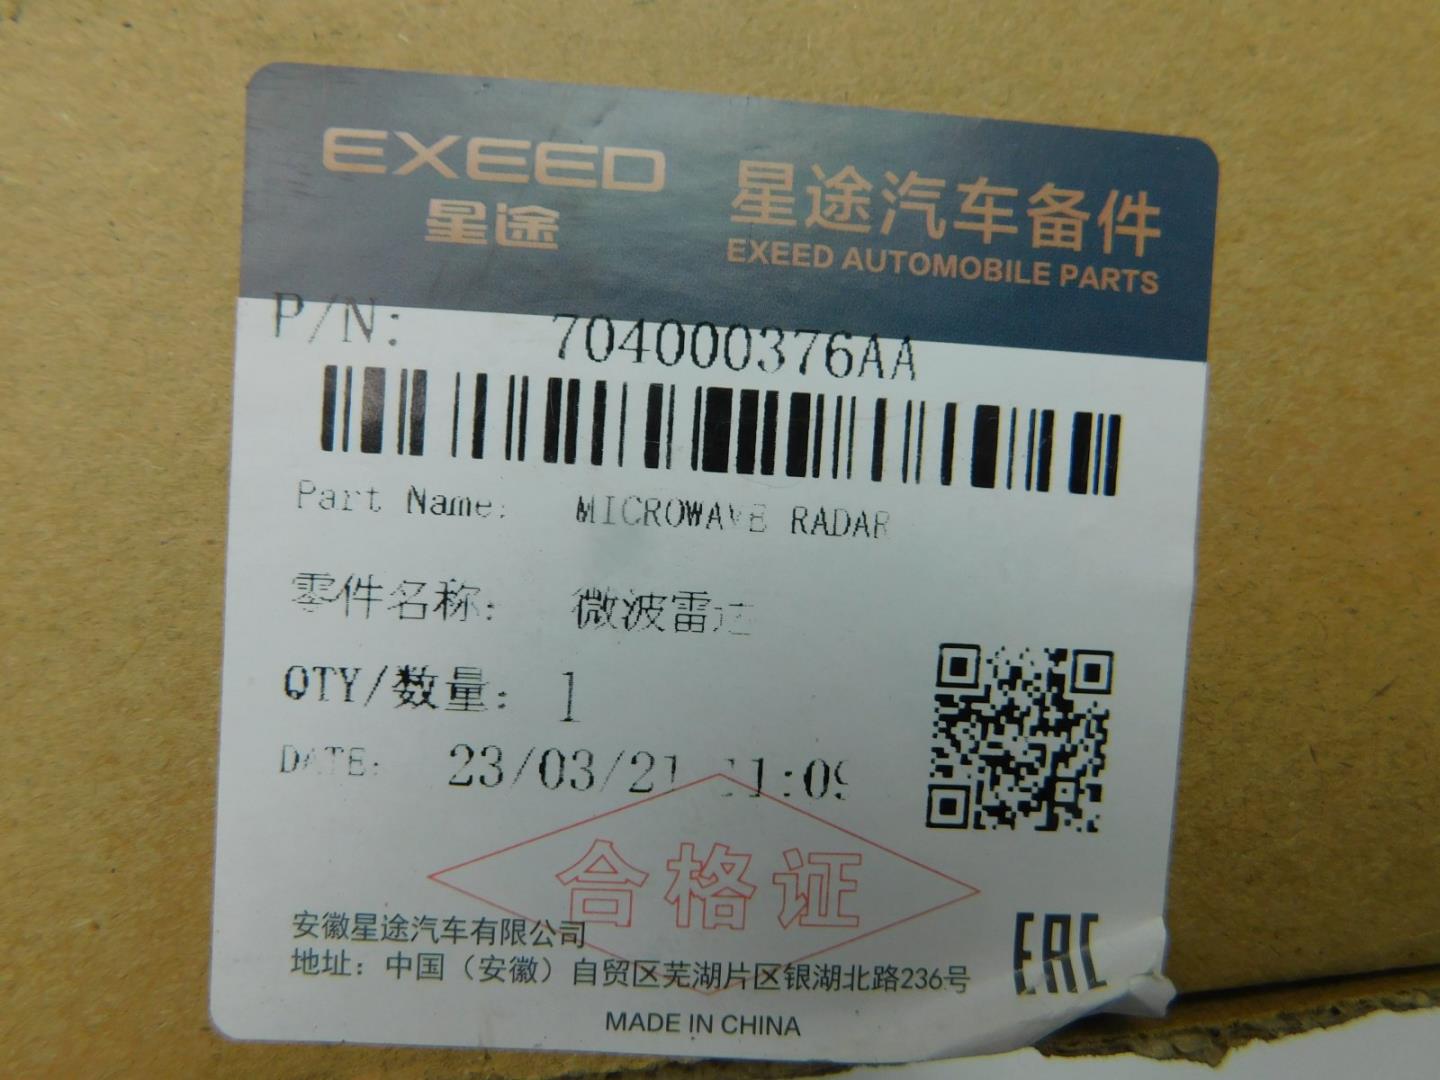 EXEED
星途
星途汽车备件
EXEED AUTOMOBILE PARTS
P/N: 704000376AA
Part Name: MICROWAVE RADAR
零件名称: 微波雷达
QTY/数量: 1
DATE: 23/03/21 11:09
合格证
安徽星途汽车有限公司
地址：中国（安徽）自贸区芜湖片区银湖北路236号
EAC
MADE IN CHINA